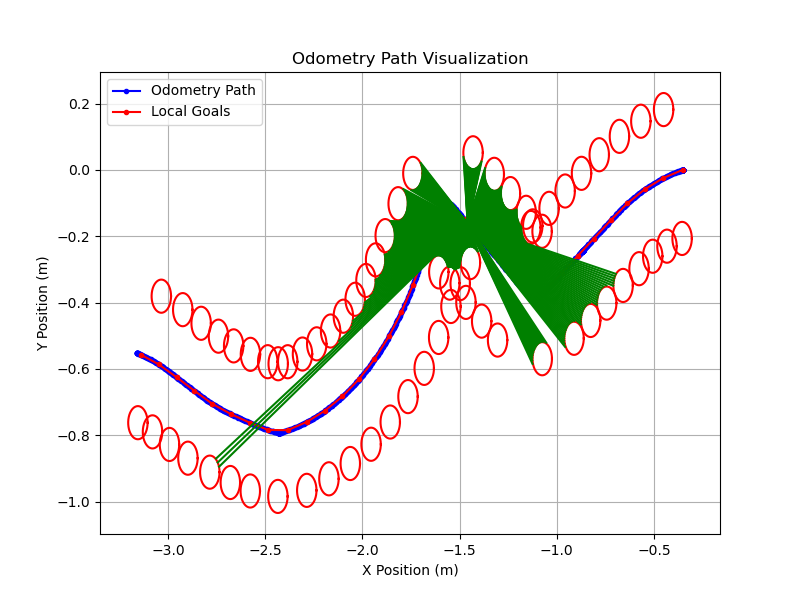 Odometry Path Visualization
Odometry Path
Local Goals
Y Position (m)
0.2
0.0
−0.2
−0.4
−0.6
−0.8
−1.0
−3.0 −2.5 −2.0 −1.5 −1.0 −0.5
X Position (m)